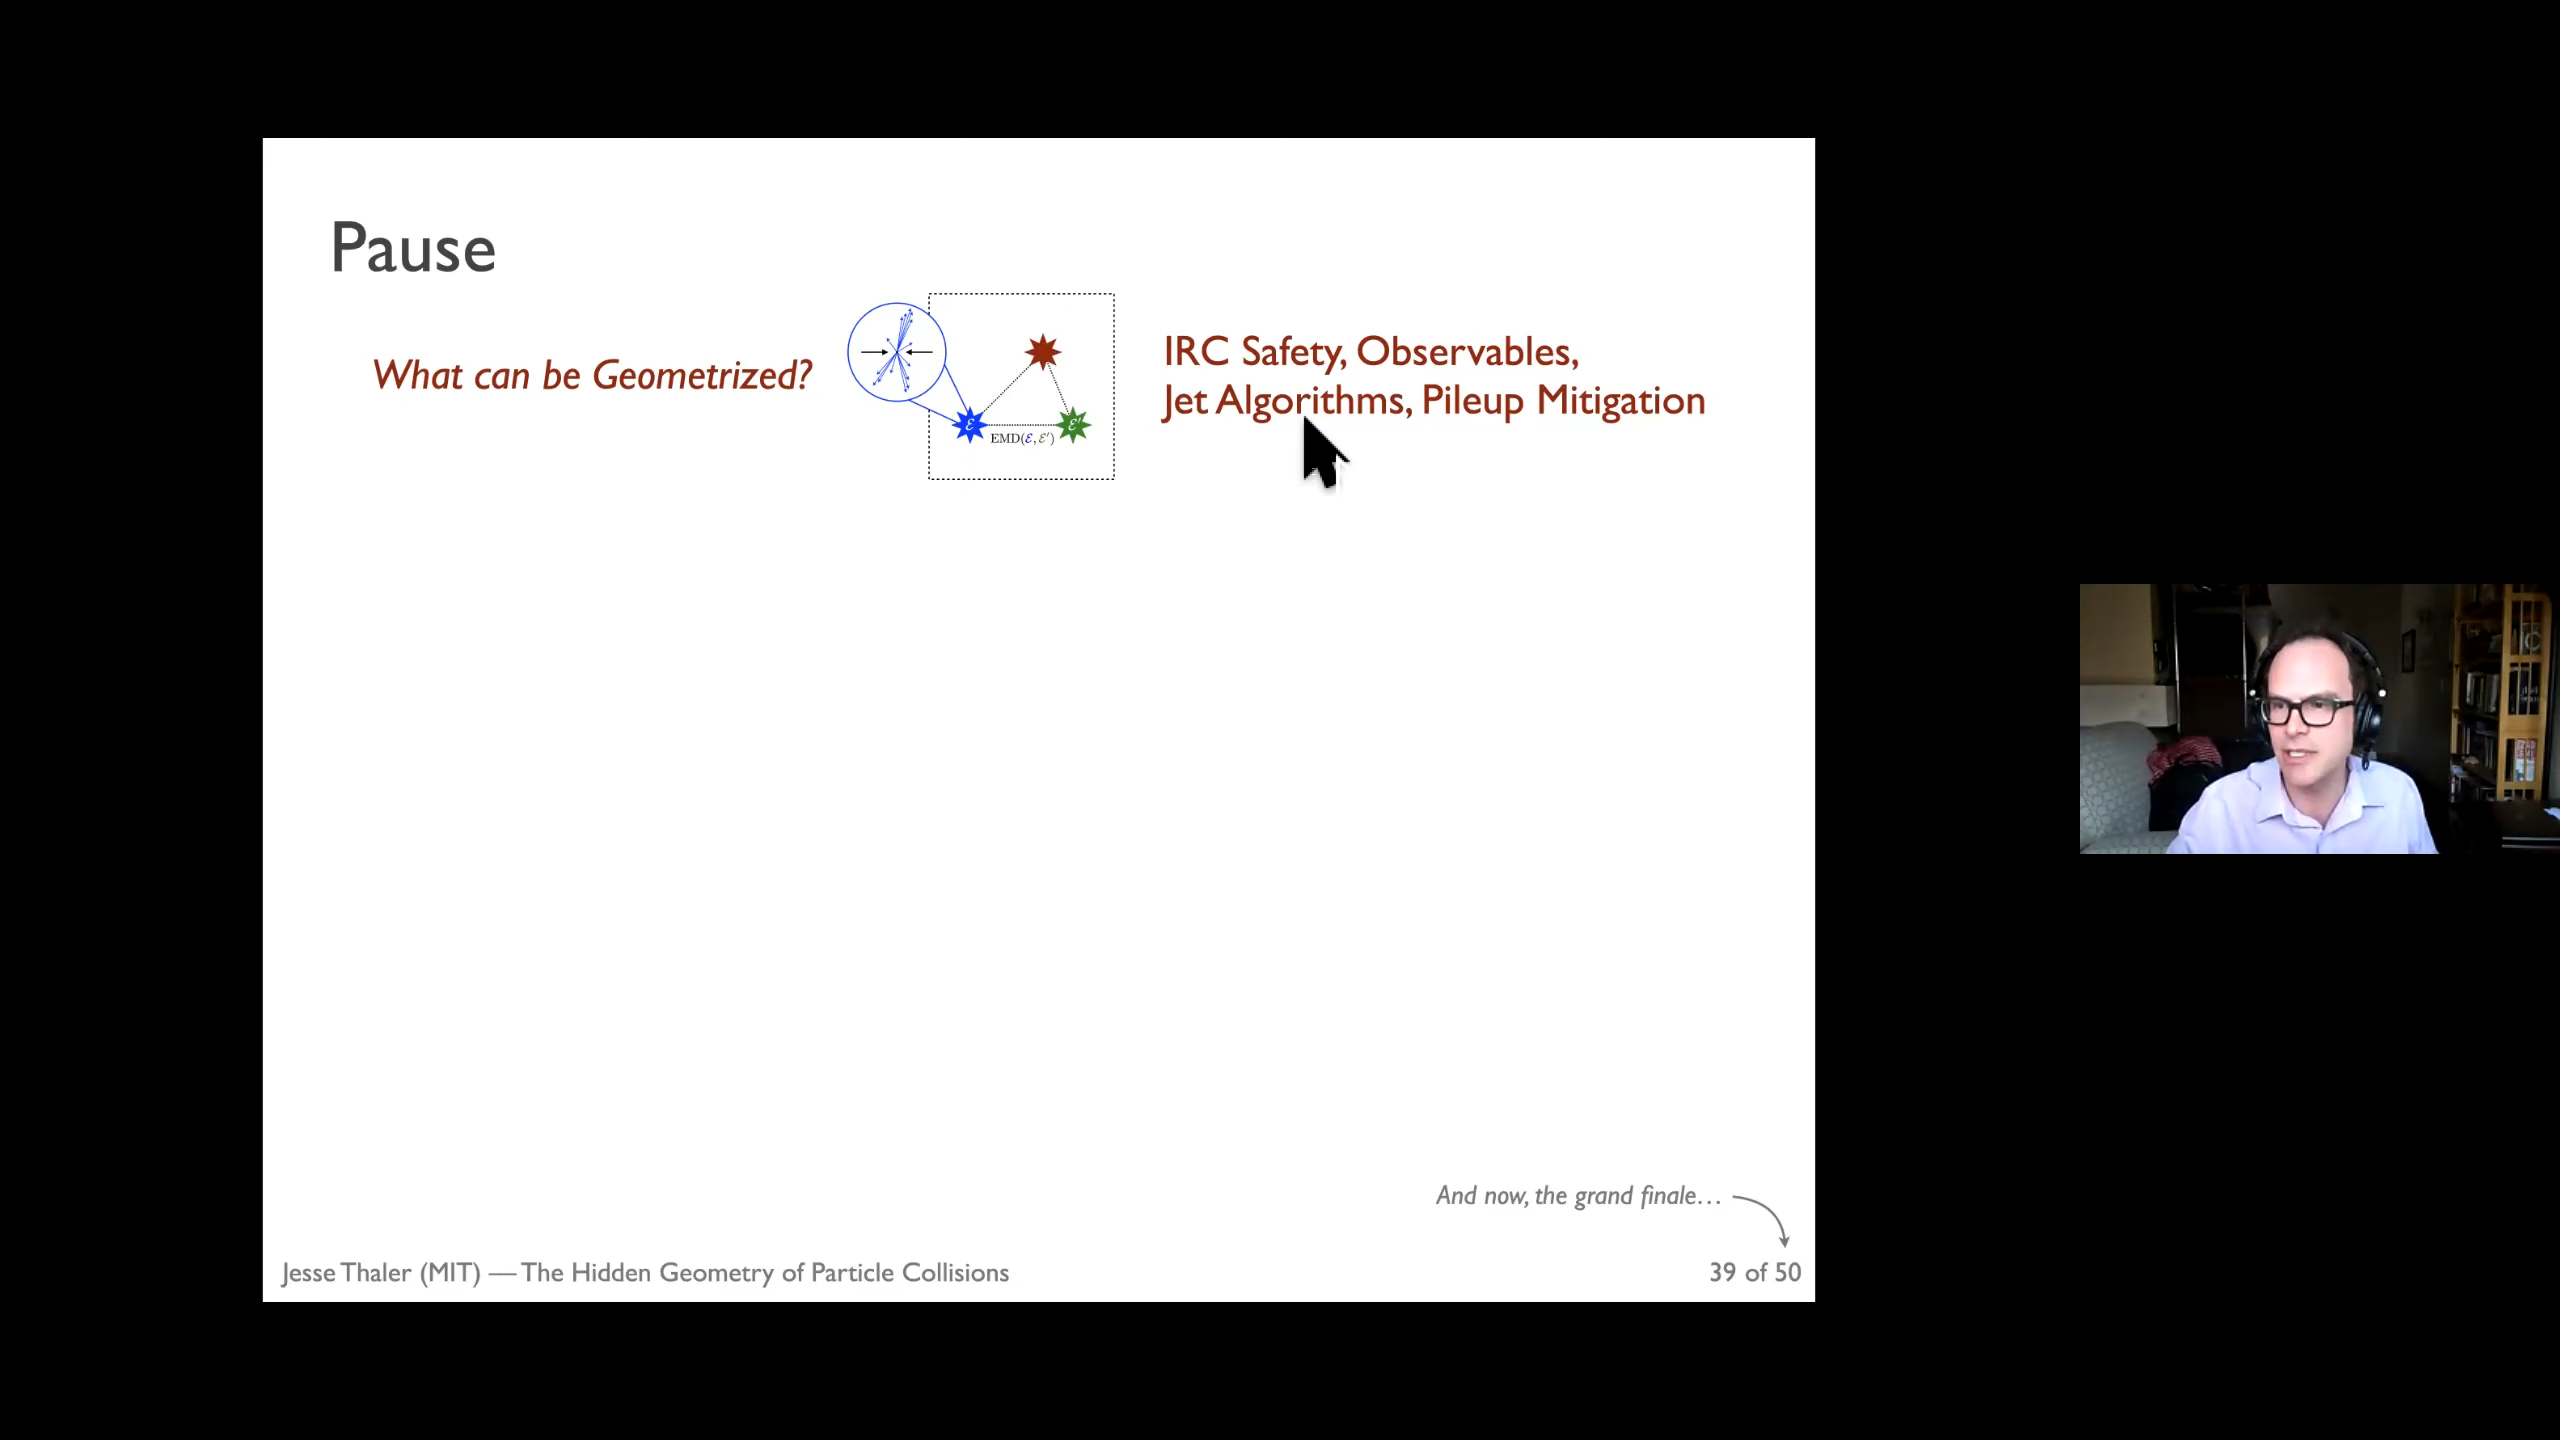 Pause
What can be Geometrized?
ℰ
ℰ′
EMD(ℰ, ℰ′)
IRC Safety, Observables,
Jet Algorithms, Pileup Mitigation
And now, the grand finale…
Jesse Thaler (MIT) — The Hidden Geometry of Particle Collisions
39 of 50